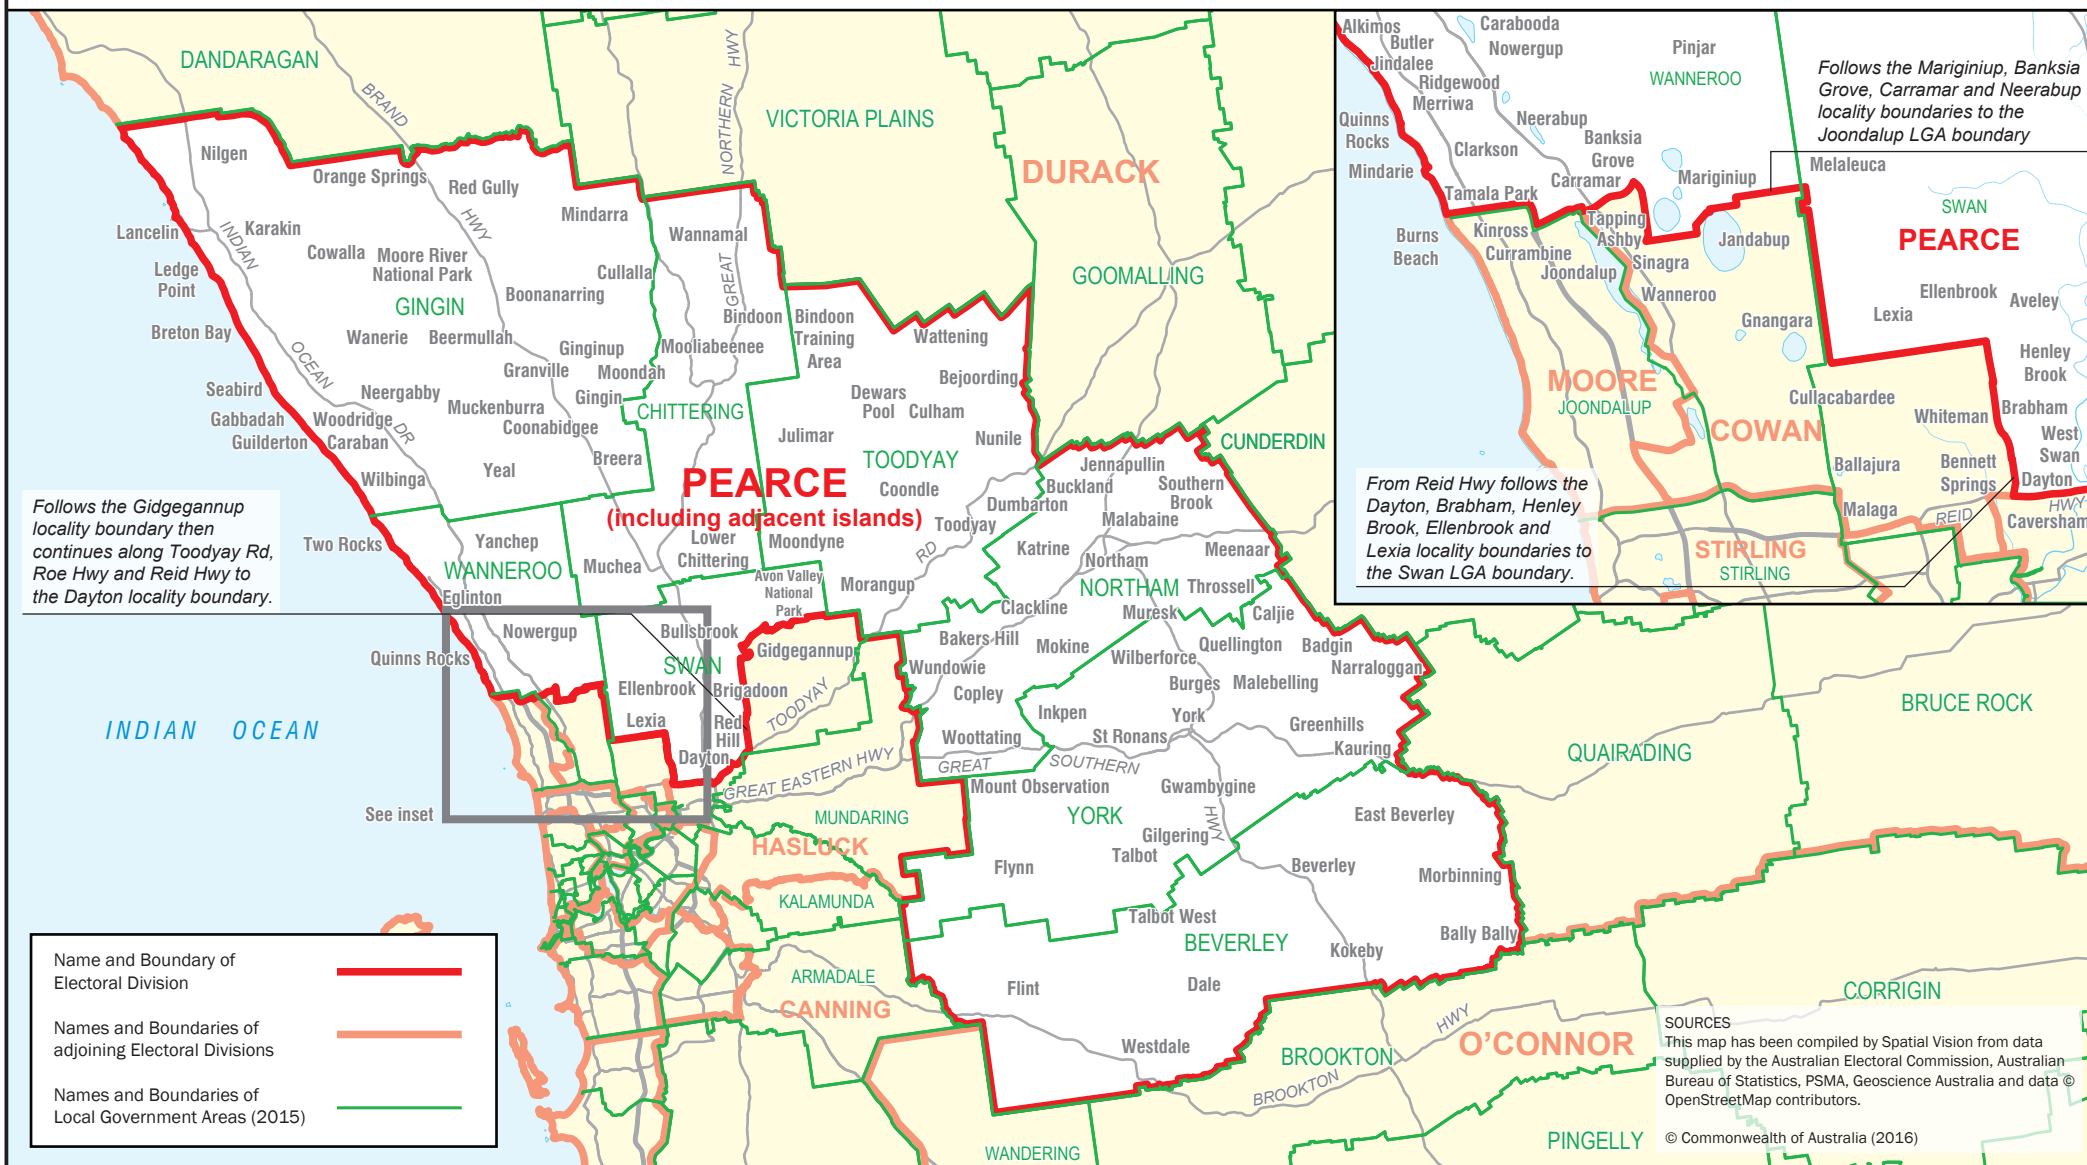 DANDARAGAN
BRAND
HWY
NORTHERN
HWY
GREAT
VICTORIA PLAINS
DURACK
GOOMALLING
CUNDERDIN
Nilgen
Orange Springs
Red Gully
Mindarra
Wannamal
Lancelin
Karakin
INDIAN
OCEAN
DR
Cowalla
Moore River
National Park
Cullalla
Ledge
Point
Boonanarring
GINGIN
Bindoon
Bindoon
Training
Area
Wattening
Breton Bay
Wanerie
Beermullah
Ginginup
Mooliabeenee
Granville
Moondah
Bejoording
Seabird
Neergabby
Gingin
Dewars
Pool
Culham
Gabbadah
Woodridge
Muckenburra
CHITTERING
Guilderton
Caraban
Coonabidgee
Julimar
Nunile
Wilbinga
Yeal
Breera
TOODYAY
PEARCE
(including adjacent islands)
Coondle
Jennapullin
Buckland
Southern
Brook
Dumbarton
Malabaine
Toodyay
RD
Follows the Gidgegannup
locality boundary then
continues along Toodyay Rd,
Roe Hwy and Reid Hwy to
the Dayton locality boundary.
Two Rocks
Yanchep
WANNEROO
Muchea
Lower
Chittering
Moondyne
Katrine
Northam
Meenaar
Eglinton
Avon Valley
National
Park
Morangup
NORTHAM
Throssell
Clackline
Muresk
Caljie
Nowergup
Bullsbrook
Gidgegannup
Bakers Hill
Mokine
Quellington
Badgin
Quinns Rocks
SWAN
Wundowie
Wilberforce
Narraloggan
Ellenbrook
Brigadoon
Copley
Burges
Malebelling
INDIAN OCEAN
Lexia
Red
Hill
TOODYAY
Inkpen
York
Greenhills
Dayton
Woottating
St Ronans
Kauring
GREAT EASTERN HWY
GREAT
SOUTHERN
HWY
See inset
Mount Observation
Gwambygine
MUNDARING
YORK
East Beverley
HASLUCK
Gilgering
Talbot
Flynn
Beverley
Morbinning
KALAMUNDA
Talbot West
BEVERLEY
Bally Bally
Kokeby
ARMADALE
Flint
Dale
CANNING
Westdale
BROOKTON
BROOKTON
HWY
O'CONNOR
WANDERING
PINGELLY
CORRIGIN
QUAIRADING
BRUCE ROCK
Name and Boundary of
Electoral Division
Names and Boundaries of
adjoining Electoral Divisions
Names and Boundaries of
Local Government Areas (2015)
Alkimos
Carabooda
Butler
Nowergup
Pinjar
Jindalee
WANNEROO
Ridgewood
Merriwa
Follows the Mariginiup, Banksia
Grove, Carramar and Neerabup
locality boundaries to the
Joondalup LGA boundary
Quinns
Rocks
Neerabup
Banksia
Grove
Clarkson
Mindarie
Carramar
Mariginiup
Melaleuca
Tamala Park
SWAN
Burns
Beach
Kinross
Tapping
PEARCE
Currambine
Ashby
Jandabup
Joondalup
Sinagra
Wanneroo
Ellenbrook
Aveley
Lexia
Gnangara
Henley
Brook
MOORE
JOONDALUP
Cullacabardee
Whiteman
Brabham
COWAN
West
Swan
Ballajura
Bennett
Springs
Dayton
From Reid Hwy follows the
Dayton, Brabham, Henley
Brook, Ellenbrook and
Lexia locality boundaries to
the Swan LGA boundary.
Malaga
REID
HWY
Caversham
STIRLING
STIRLING
SOURCES
This map has been compiled by Spatial Vision from data
supplied by the Australian Electoral Commission, Australian
Bureau of Statistics, PSMA, Geoscience Australia and data ©
OpenStreetMap contributors.
© Commonwealth of Australia (2016)